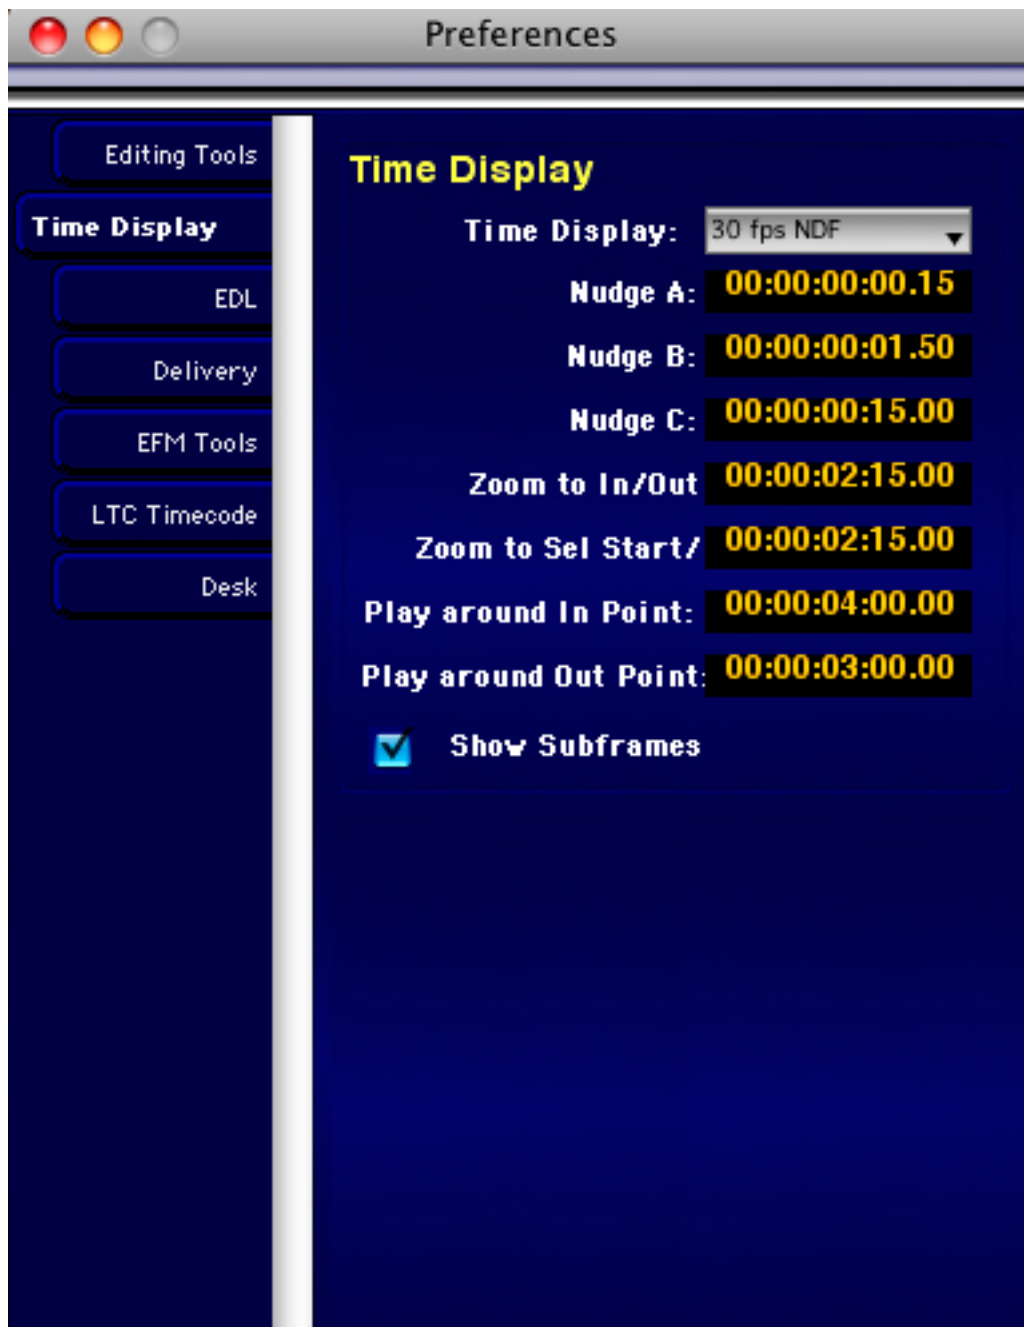 Preferences
Editing Tools
Time Display
EDL
Delivery
EFM Tools
LTC Timecode
Desk
Time Display
Time Display: 30 fps NDF
Nudge A: 00:00:00:00.15
Nudge B: 00:00:00:01.50
Nudge C: 00:00:00:15.00
Zoom to In/Out 00:00:02:15.00
Zoom to Sel Start/ 00:00:02:15.00
Play around In Point: 00:00:04:00.00
Play around Out Point: 00:00:03:00.00
Show Subframes